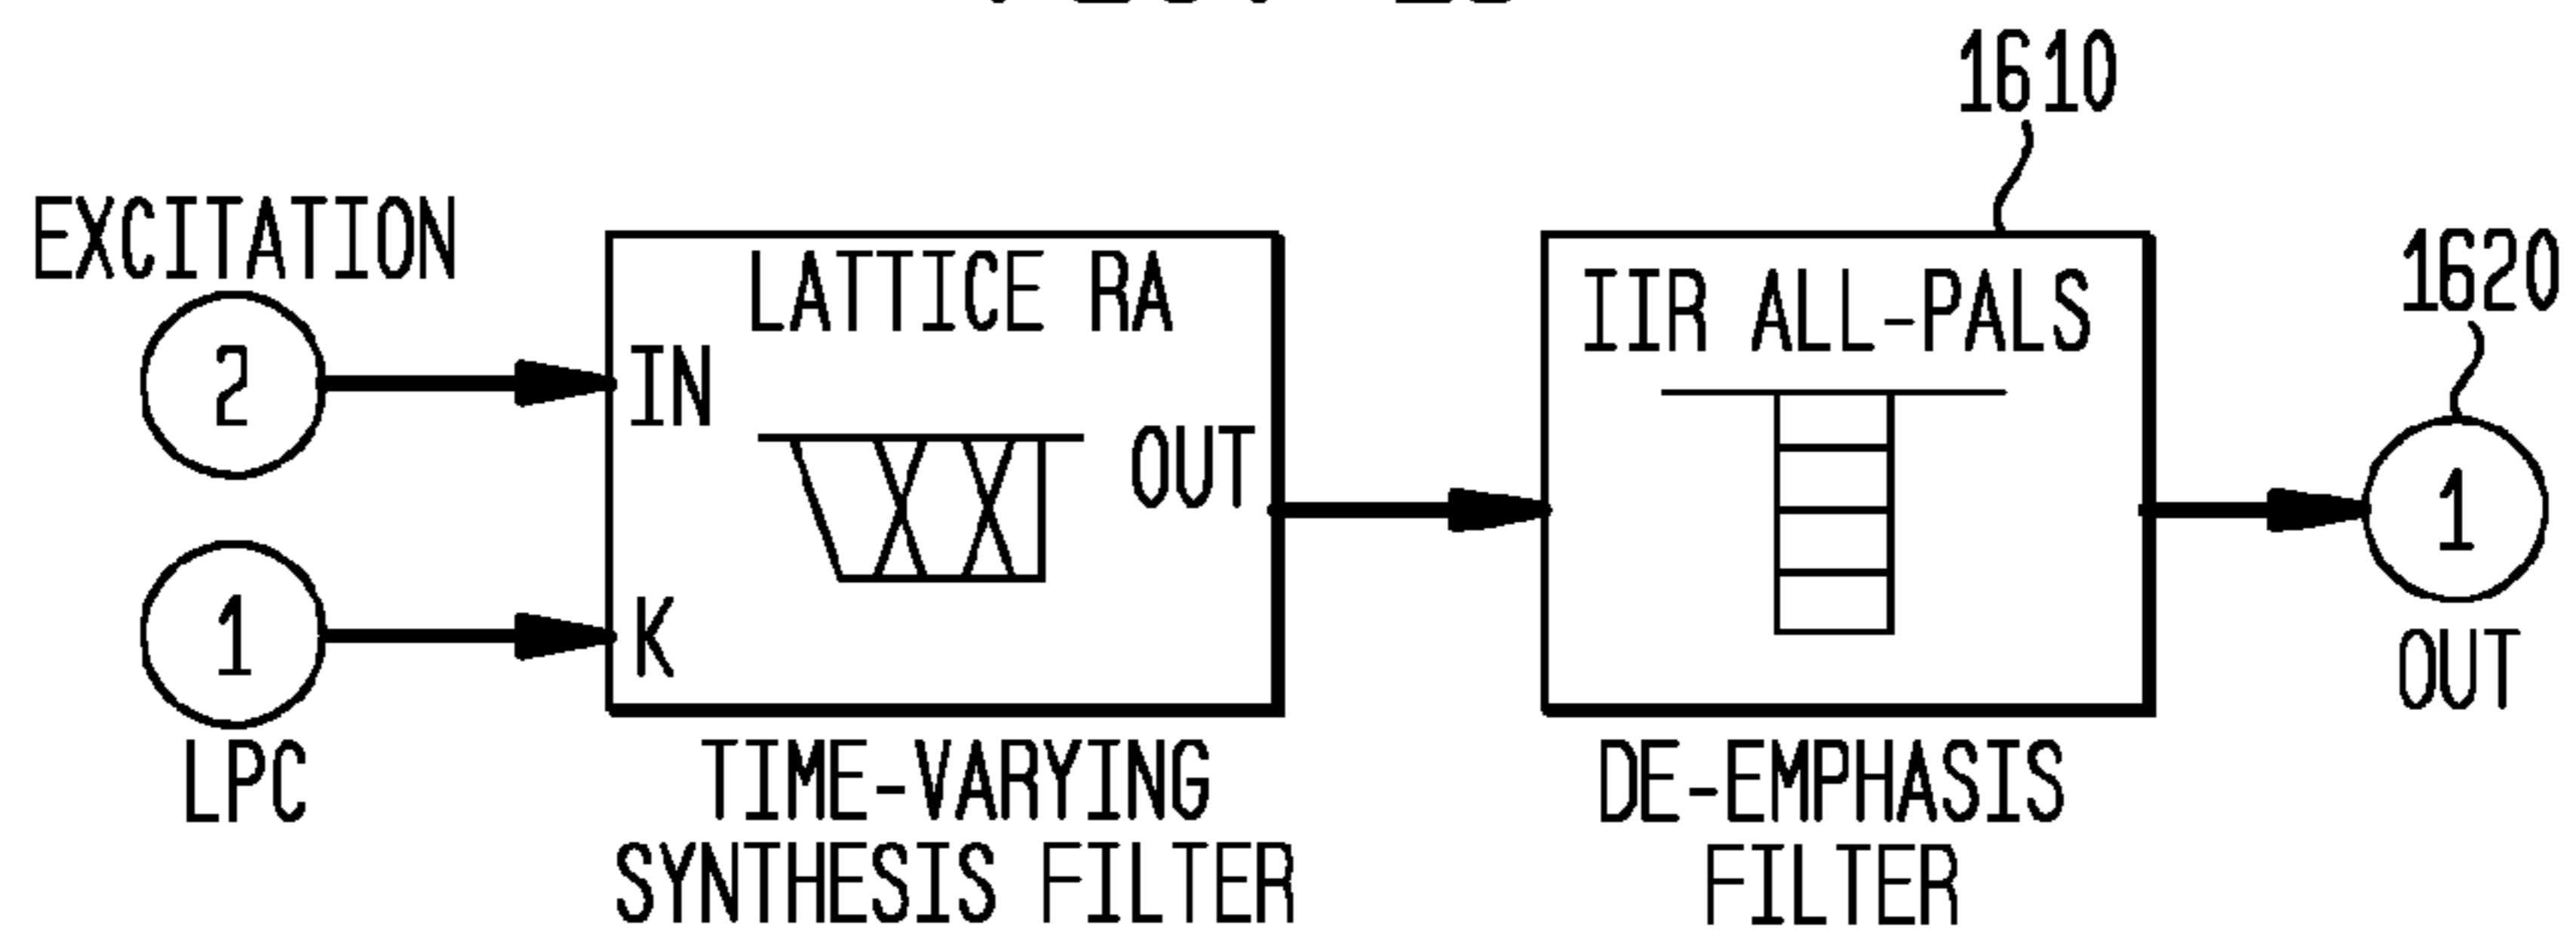 1610
EXCITATION
2
LATTICE RA
IN
OUT
K
1
LPC
TIME-VARYING
SYNTHESIS FILTER
IIR ALL-PALS
DE-EMPHASIS
FILTER
1620
1
OUT